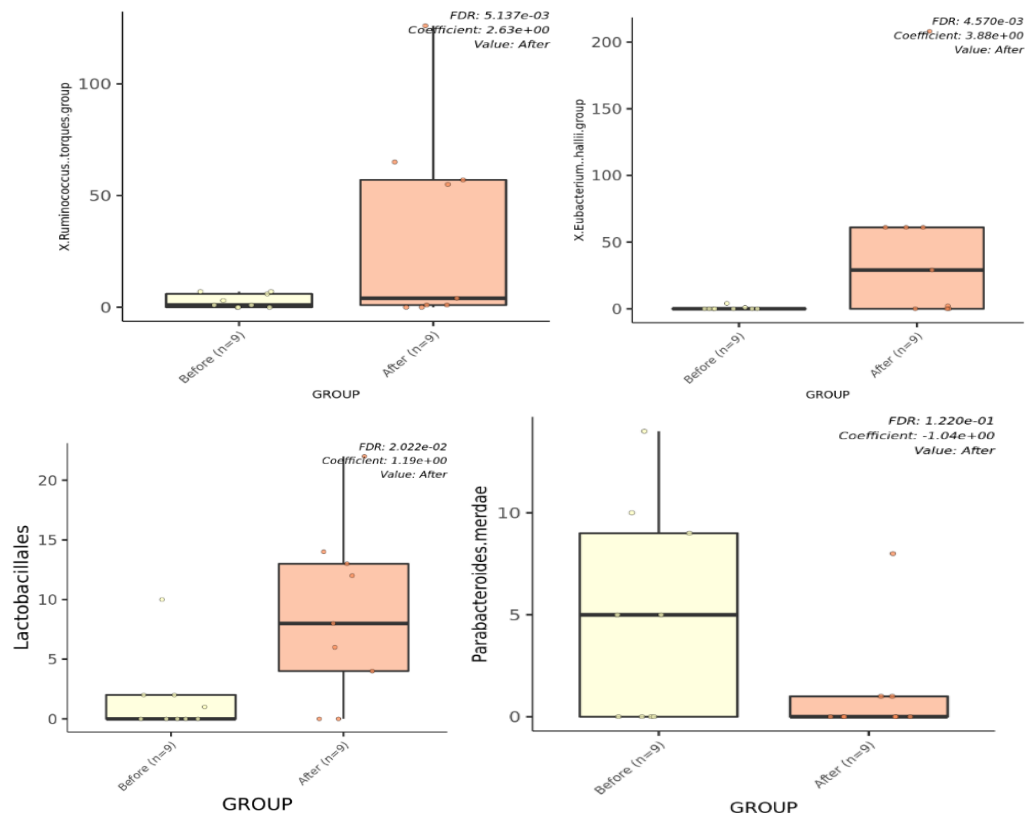 FDR: 5.137e-03
Coefficient: 2.63e+00
Value: After
X.Ruminococcus..torques.group
100
50
0
Before (n=9)
After (n=9)
GROUP
FDR: 4.570e-03
Coefficient: 3.88e+00
Value: After
X.Eubacterium..hallii.group
200
150
100
50
0
Before (n=9)
After (n=9)
GROUP
FDR: 2.022e-02
Coefficient: 1.19e+00
Value: After
Lactobacillales
20
15
10
5
0
Before (n=9)
After (n=9)
GROUP
FDR: 1.220e-01
Coefficient: -1.04e+00
Value: After
Parabacteroides.merdae
10
5
0
Before (n=9)
After (n=9)
GROUP